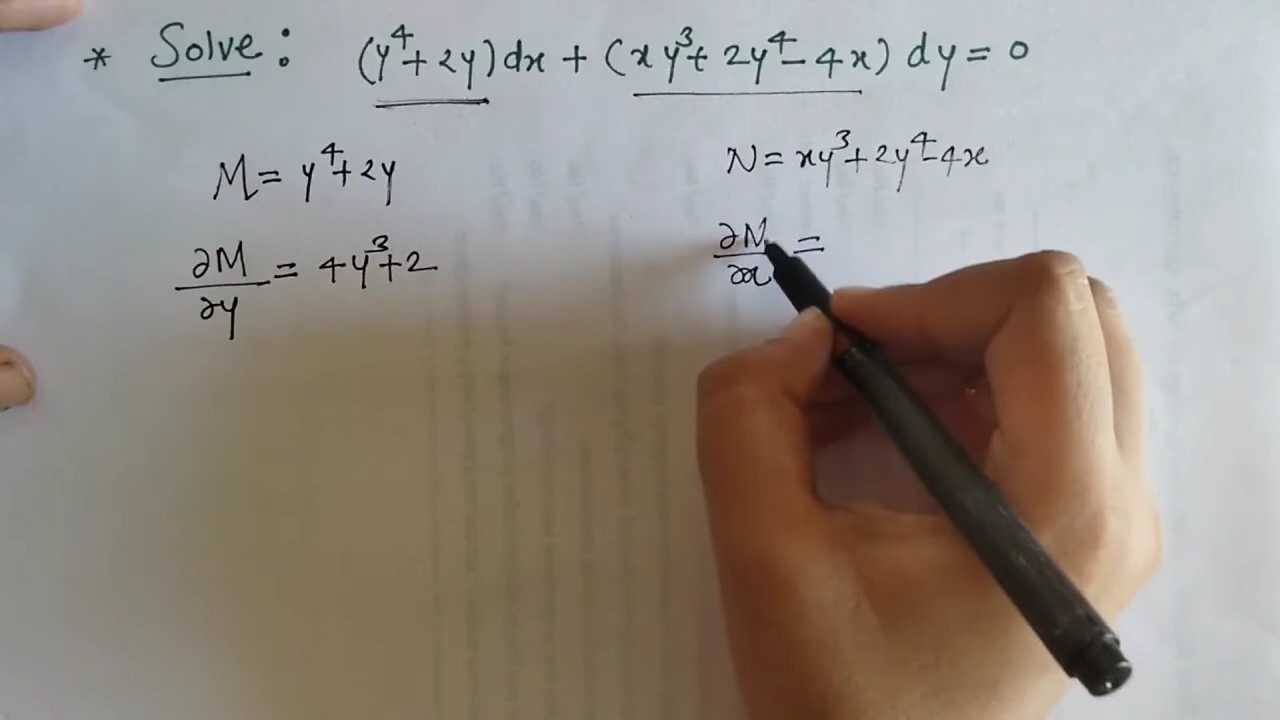 * Solve : (y⁴+2y)dx + (xy³+2y⁴-4x) dy = 0
M = y⁴+2y
N = xy³+2y⁴-4x
∂M/∂y = 4y³+2
∂N/∂x =